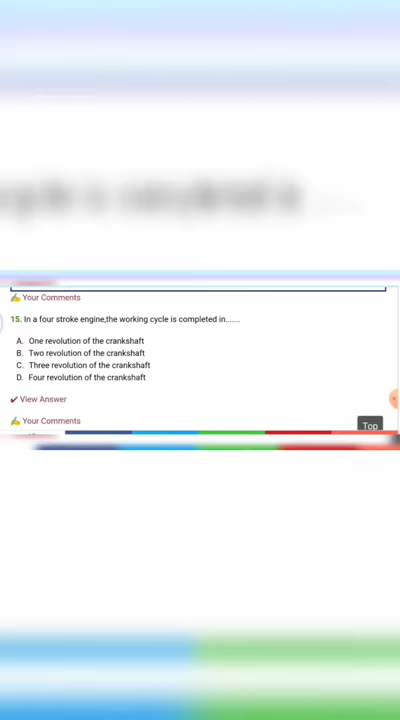 ✍ Your Comments
15. In a four stroke engine,the working cycle is completed in.......
A. One revolution of the crankshaft
B. Two revolution of the crankshaft
C. Three revolution of the crankshaft
D. Four revolution of the crankshaft
✔ View Answer
✍ Your Comments
Top